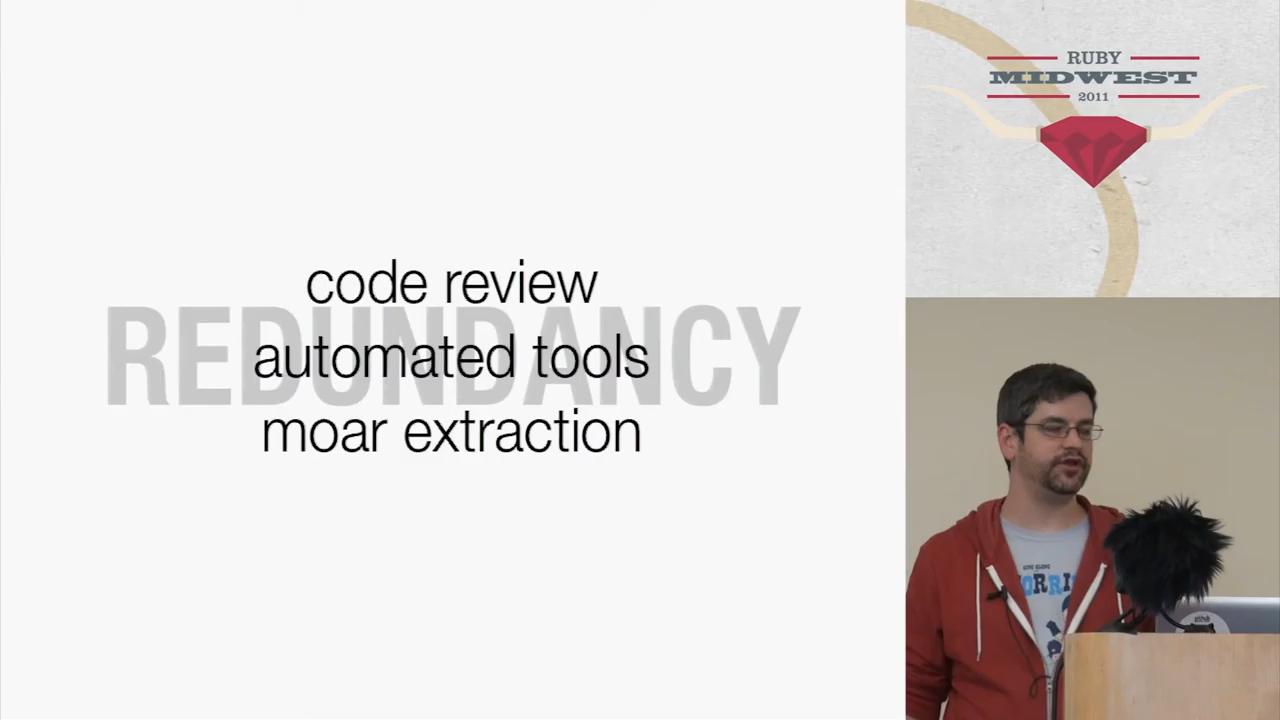 code review
REDUNDANCY
automated tools
moar extraction
RUBY
MIDWEST
2011